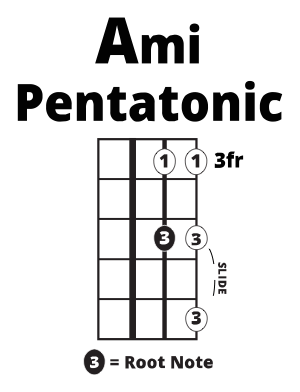 Ami
Pentatonic
1 1 3fr
3 3
SLIDE
3
3 = Root Note